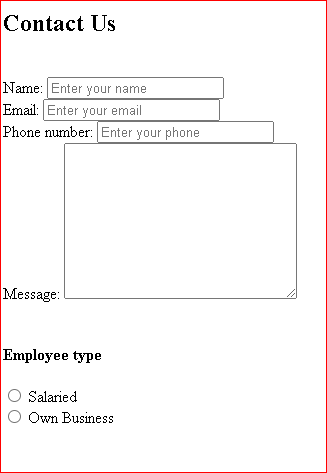 Contact Us
Name: Enter your name
Email: Enter your email
Phone number: Enter your phone
Message:
Employee type
Salaried
Own Business